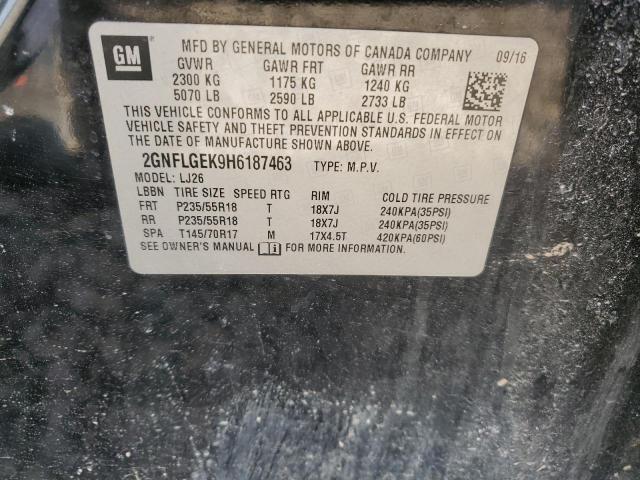 GM
MFD BY GENERAL MOTORS OF CANADA COMPANY 09/16
GVWR GAWR FRT GAWR RR
2300 KG 1175 KG 1240 KG
5070 LB 2590 LB 2733 LB
THIS VEHICLE CONFORMS TO ALL APPLICABLE U.S. FEDERAL MOTOR
VEHICLE SAFETY AND THEFT PREVENTION STANDARDS IN EFFECT ON
THE DATE OF MANUFACTURE SHOWN ABOVE.
2GNFLGEK9H6187463 TYPE: M.P.V.
MODEL: LJ26
LBBN TIRE SIZE SPEED RTG RIM COLD TIRE PRESSURE
FRT P235/55R18 T 18X7J 240KPA(35PSI)
RR P235/55R18 T 18X7J 240KPA(35PSI)
SPA T145/70R17 M 17X4.5T 420KPA(60PSI)
SEE OWNER'S MANUAL FOR MORE INFORMATION.